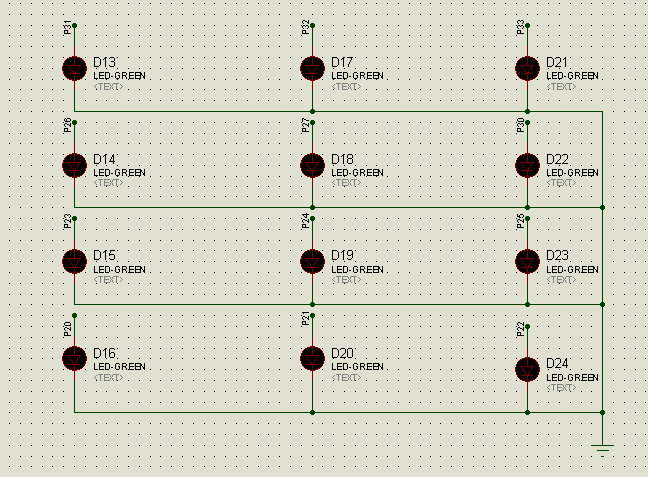 P31
P32
P33
D13
LED-GREEN
<TEXT>
D17
LED-GREEN
<TEXT>
D21
LED-GREEN
<TEXT>
P26
P27
P30
D14
LED-GREEN
<TEXT>
D18
LED-GREEN
<TEXT>
D22
LED-GREEN
<TEXT>
P23
P24
P25
D15
LED-GREEN
<TEXT>
D19
LED-GREEN
<TEXT>
D23
LED-GREEN
<TEXT>
P20
P21
P22
D16
LED-GREEN
<TEXT>
D20
LED-GREEN
<TEXT>
D24
LED-GREEN
<TEXT>